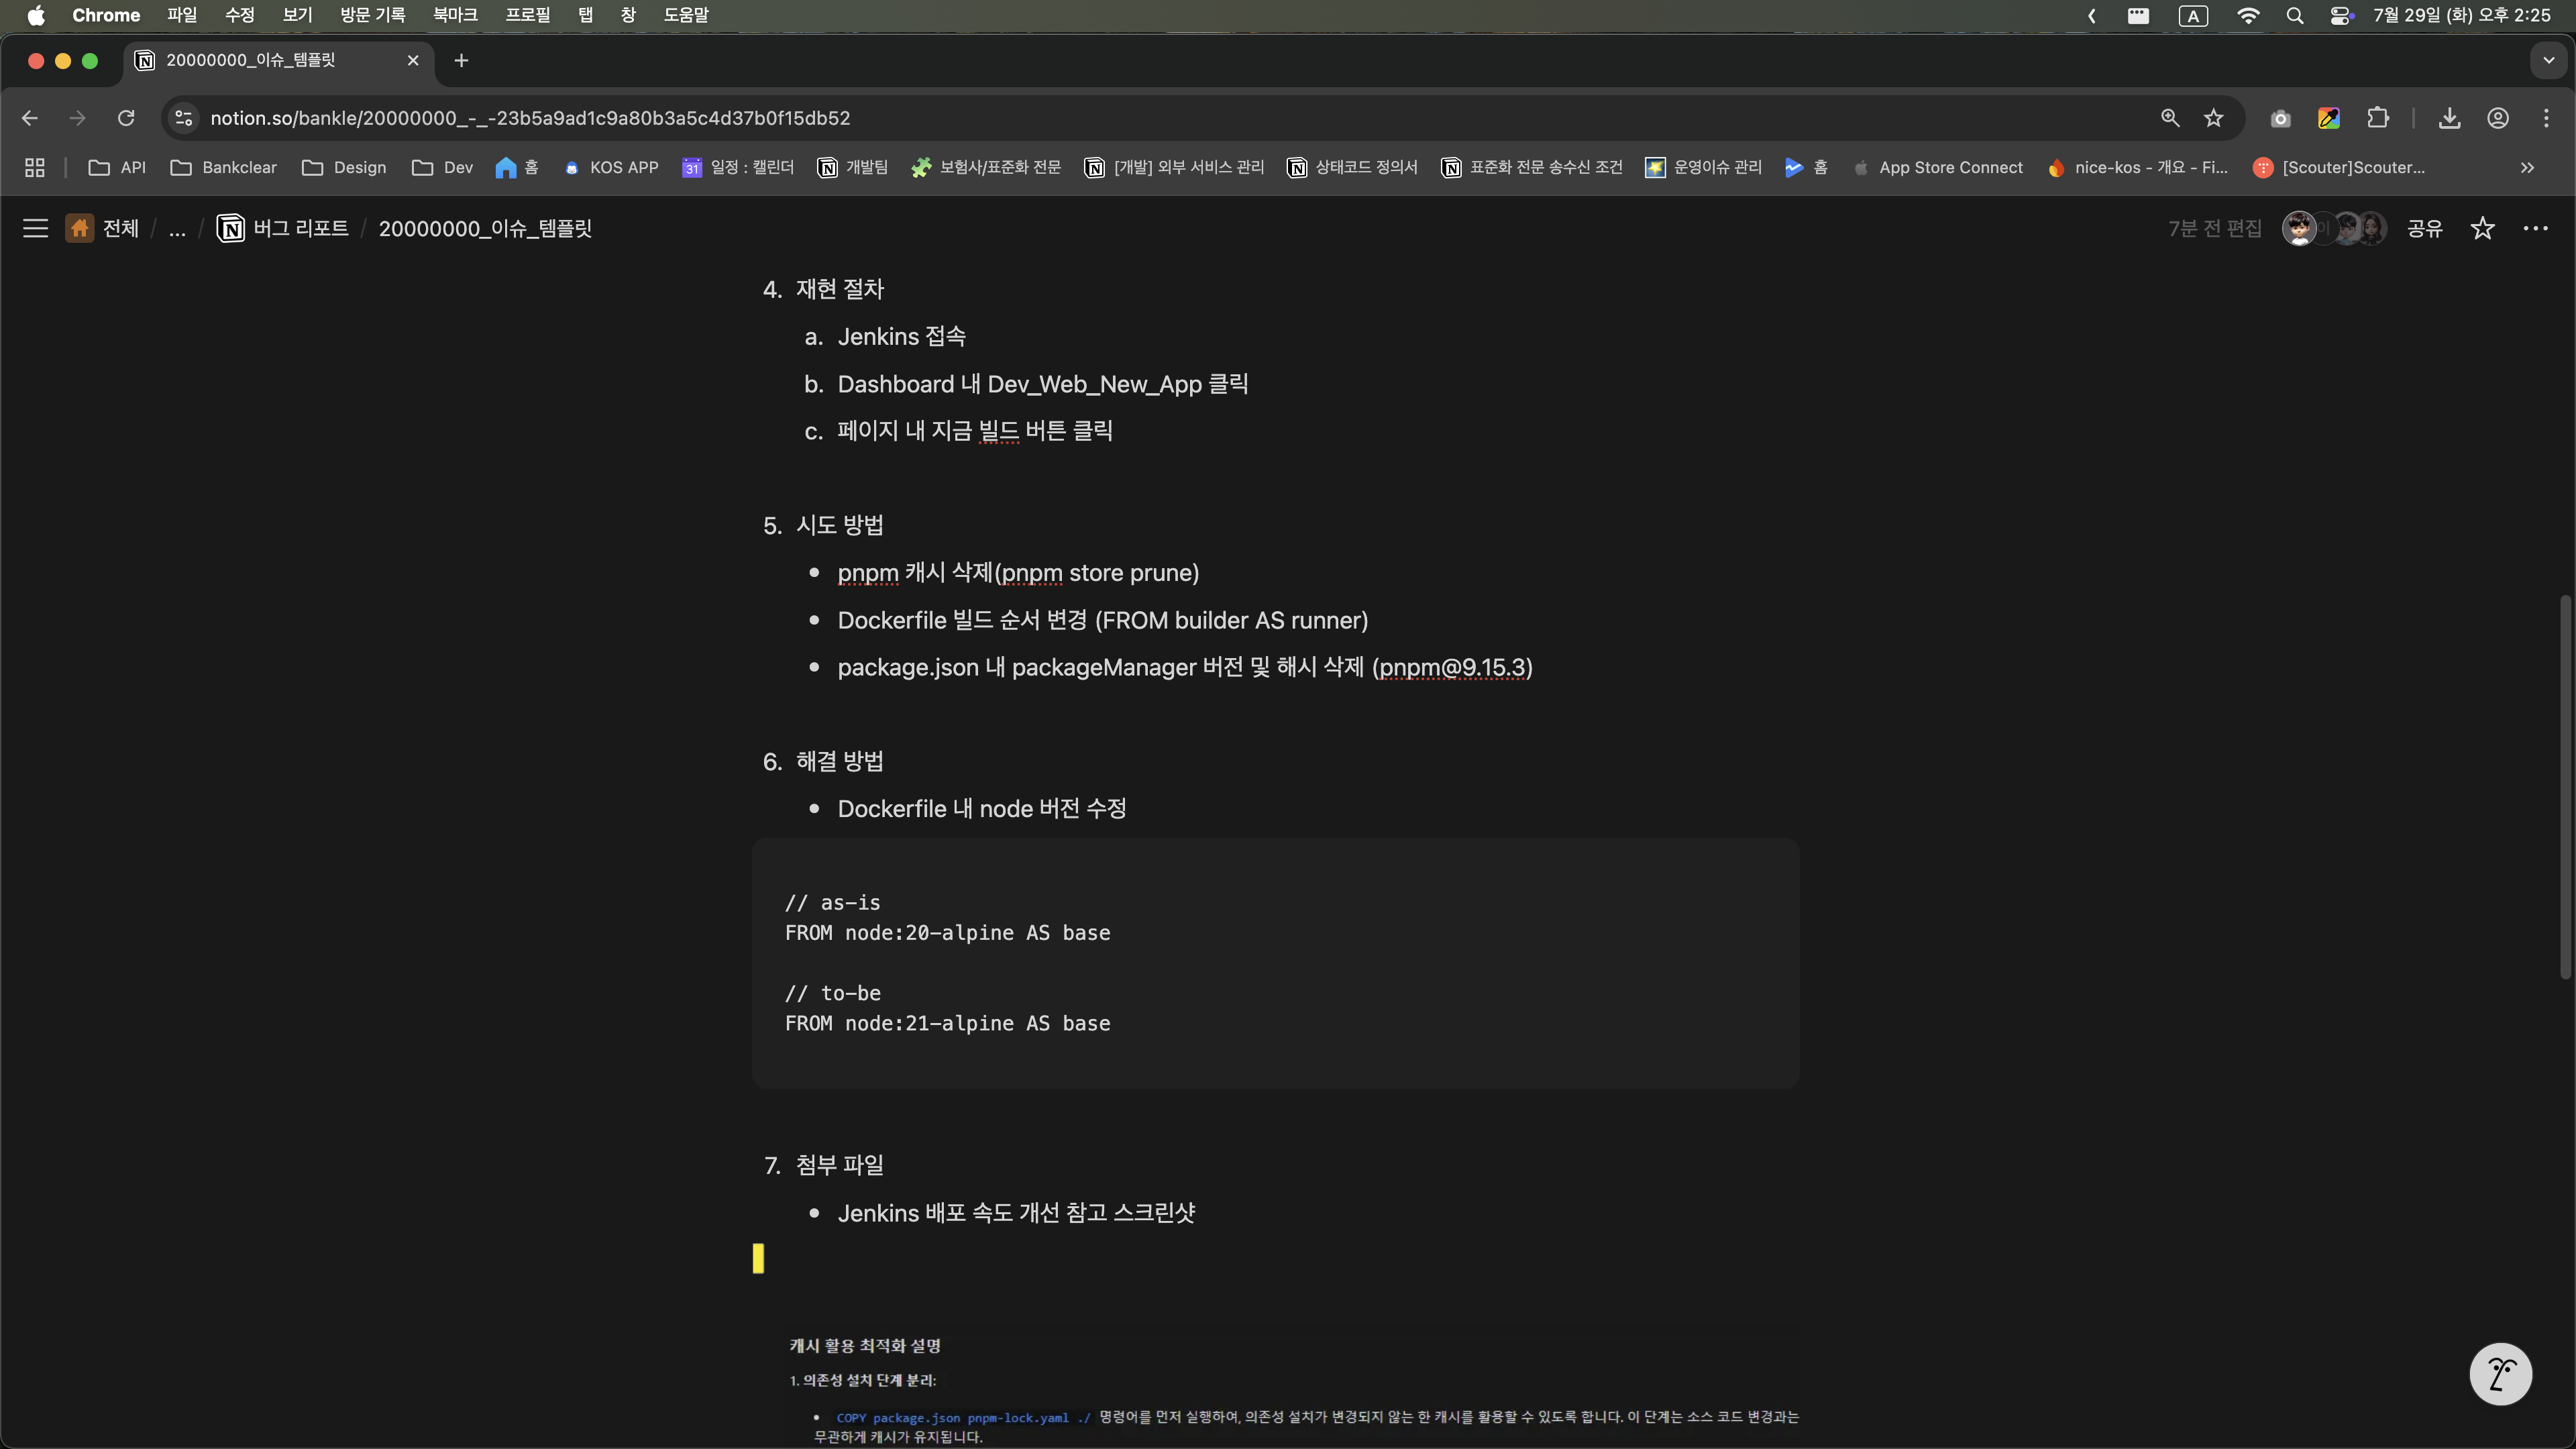 Chrome 파일 수정 보기 방문 기록 북마크 프로필 탭 창 도움말
A 7월 29일 (화) 오후 2:25
20000000_이슈_템플릿
notion.so/bankle/20000000_-_-23b5a9ad1c9a80b3a5c4d37b0f15db52
API Bankclear Design Dev 홈 KOS APP 31 일정 : 캘린더 개발팀 보험사/표준화 전문 [개발] 외부 서비스 관리 상태코드 정의서 표준화 전문 송수신 조건 운영이슈 관리 홈 App Store Connect nice-kos - 개요 - Fi... [Scouter]Scouter...
전체 / ... / 버그 리포트 / 20000000_이슈_템플릿
7분 전 편집 이 공유
4. 재현 절차
a. Jenkins 접속
b. Dashboard 내 Dev_Web_New_App 클릭
c. 페이지 내 지금 빌드 버튼 클릭
5. 시도 방법
• pnpm 캐시 삭제(pnpm store prune)
• Dockerfile 빌드 순서 변경 (FROM builder AS runner)
• package.json 내 packageManager 버전 및 해시 삭제 (pnpm@9.15.3)
6. 해결 방법
• Dockerfile 내 node 버전 수정
// as-is
FROM node:20-alpine AS base
// to-be
FROM node:21-alpine AS base
7. 첨부 파일
• Jenkins 배포 속도 개선 참고 스크린샷
캐시 활용 최적화 설명
1. 의존성 설치 단계 분리:
• COPY package.json pnpm-lock.yaml ./ 명령어를 먼저 실행하여, 의존성 설치가 변경되지 않는 한 캐시를 활용할 수 있도록 합니다. 이 단계는 소스 코드 변경과는
무관하게 캐시가 유지됩니다.